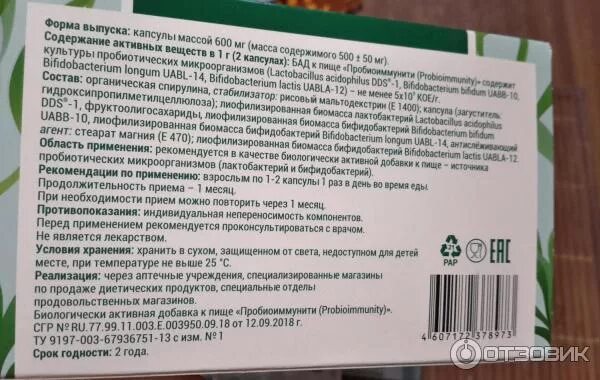 Форма выпуска: капсулы массой 600 мг (масса содержимого 500 ± 50 мг).
Содержание активных веществ в 1 г (2 капсулах): БАД к пище «Пробиоиммунити (Probioimmunity)» содержит
культуры пробиотических микроорганизмов (Lactobacillus acidophilus DDS®-1, Bifidobacterium bifidum UABB-10,
Bifidobacterium longum UABL-14, Bifidobacterium lactis UABLA-12) – не менее 5х10⁹ КОЕ/г.
Состав: органическая спирулина, стабилизатор: рисовый мальтодекстрин (Е 1400); капсула (загуститель:
гидроксипропилметилцеллюлоза); лиофилизированная биомасса лактобактерий Lactobacillus acidophilus
DDS®-1, фруктоолигосахариды, лиофилизированная биомасса бифидобактерий Bifidobacterium bifidum
UABB-10, лиофилизированная биомасса бифидобактерий Bifidobacterium longum UABL-14, антислёживающий
агент: стеарат магния (Е 470); лиофилизированная биомасса бифидобактерий Bifidobacterium lactis UABLA-12.
Область применения: рекомендуется в качестве биологически активной добавки к пище – источника
пробиотических микроорганизмов (лактобактерий и бифидобактерий).
Рекомендации по применению: взрослым по 1-2 капсулы 1 раз в день во время еды.
Продолжительность приема – 1 месяц.
При необходимости прием можно повторить через 1 месяц.
Противопоказания: индивидуальная непереносимость компонентов.
Перед применением рекомендуется проконсультироваться с врачом.
Не является лекарством.
Условия хранения: хранить в сухом, защищенном от света, недоступном для детей
месте, при температуре не выше 25 °С.
Реализация: через аптечные учреждения, специализированные магазины
по продаже диетических продуктов, специальные отделы
продовольственных магазинов.
Биологически активная добавка к пище «Пробиоиммунити (Probioimmunity)».
СГР № RU.77.99.11.003.E.003950.09.18 от 12.09.2018 г.
ТУ 9197-003-67936751-13 с изм. № 1
Срок годности: 2 года.
21
PAP
EAC
4 607172 378973
ОТЗОВИК